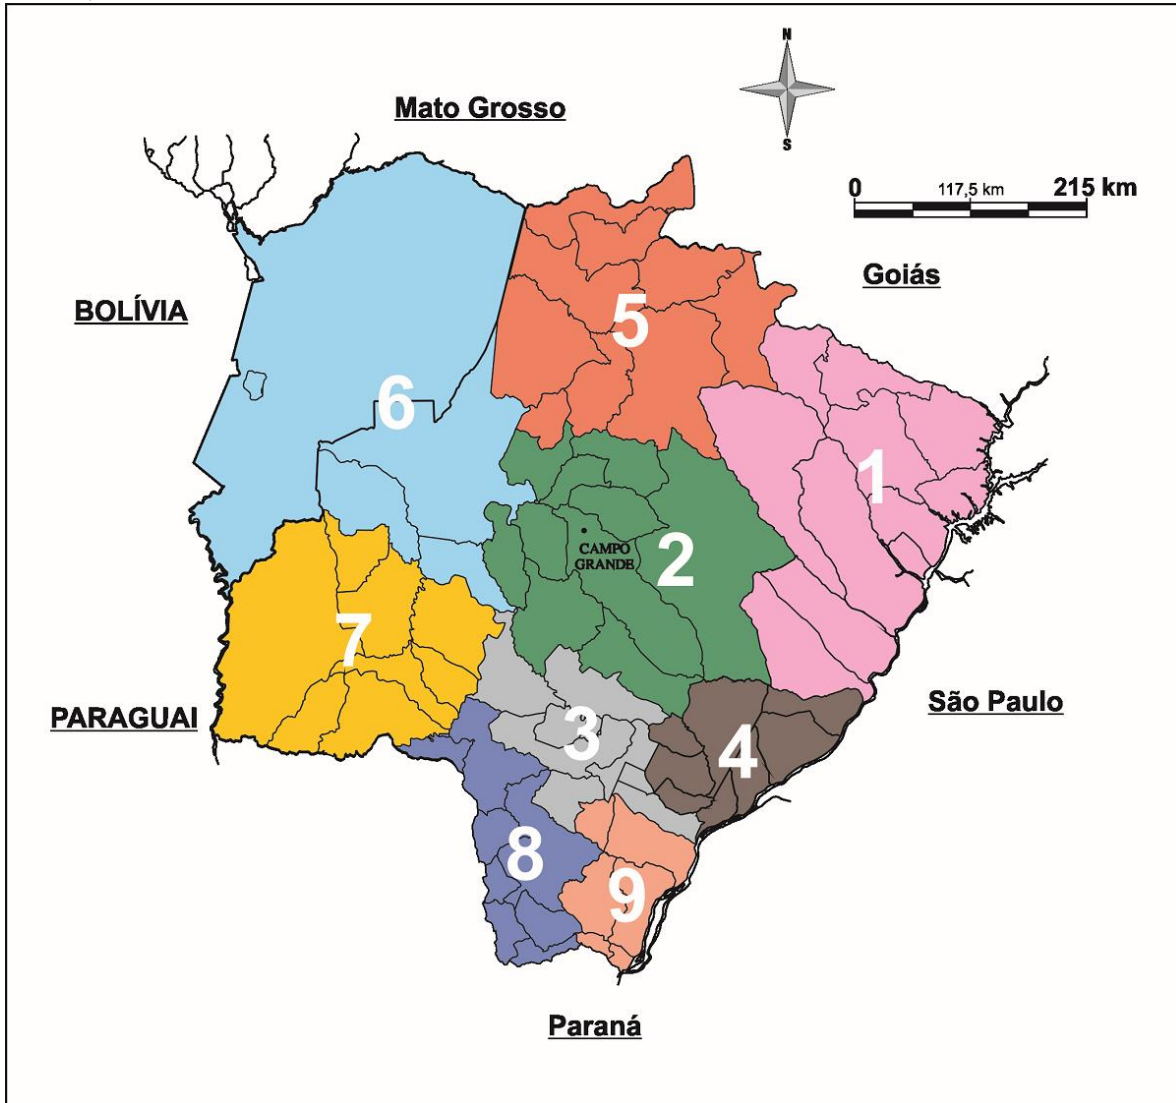 N
Mato Grosso
S
0 117,5 km 215 km
Goiás
BOLÍVIA
5
6
1
CAMPO
GRANDE
2
7
São Paulo
PARAGUAI
3
4
8
9
Paraná